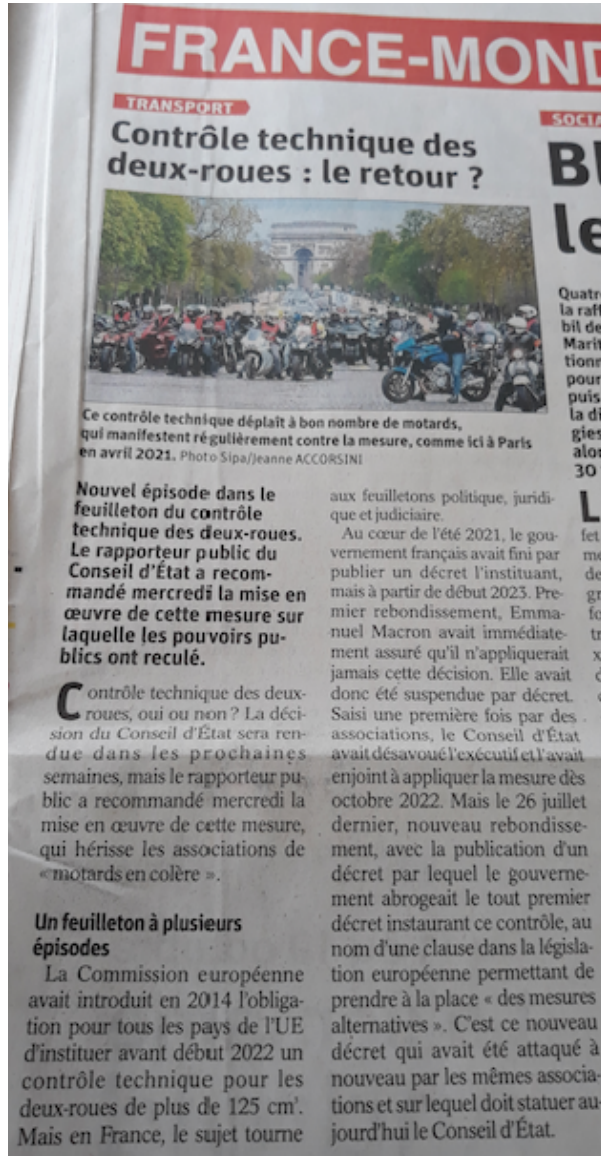 FRANCE-MOND
TRANSPORT
Contrôle technique des
deux-roues : le retour ?
Ce contrôle technique déplaît à bon nombre de motards,
qui manifestent régulièrement contre la mesure, comme ici à Paris
en avril 2021. Photo Sipa/Jeanne ACCORSINI
Nouvel épisode dans le
feuilleton du contrôle
technique des deux-roues.
Le rapporteur public du
Conseil d'État a recom-
mandé mercredi la mise en
œuvre de cette mesure sur
laquelle les pouvoirs pu-
blics ont reculé.
Contrôle technique des deux-
roues, oui ou non ? La déci-
sion du Conseil d'État sera ren-
due dans les prochaines
semaines, mais le rapporteur pu-
blic a recommandé mercredi la
mise en œuvre de cette mesure,
qui hérisse les associations de
« motards en colère ».
Un feuilleton à plusieurs
épisodes
La Commission européenne
avait introduit en 2014 l'obliga-
tion pour tous les pays de l'UE
d'instituer avant début 2022 un
contrôle technique pour les
deux-roues de plus de 125 cm³.
Mais en France, le sujet tourne
aux feuilletons politique, juridi-
que et judiciaire.
Au cœur de l'été 2021, le gou-
vernement français avait fini par
publier un décret l'instituant,
mais à partir de début 2023. Pre-
mier rebondissement, Emma-
nuel Macron avait immédiate-
ment assuré qu'il n'appliquerait
jamais cette décision. Elle avait
donc été suspendue par décret.
Saisi une première fois par des
associations, le Conseil d'État
avait désavoué l'exécutif et l'avait
enjoint à appliquer la mesure dès
octobre 2022. Mais le 26 juillet
dernier, nouveau rebondisse-
ment, avec la publication d'un
décret par lequel le gouverne-
ment abrogeait le tout premier
décret instaurant ce contrôle, au
nom d'une clause dans la législa-
tion européenne permettant de
prendre à la place « des mesures
alternatives ». C'est ce nouveau
décret qui avait été attaqué à
nouveau par les mêmes associa-
tions et sur lequel doit statuer au-
jourd'hui le Conseil d'État.
SOCIA
le
Quatr
la raff
bil de
Marit
tionn
pour
puis
la di
gies
alor
30